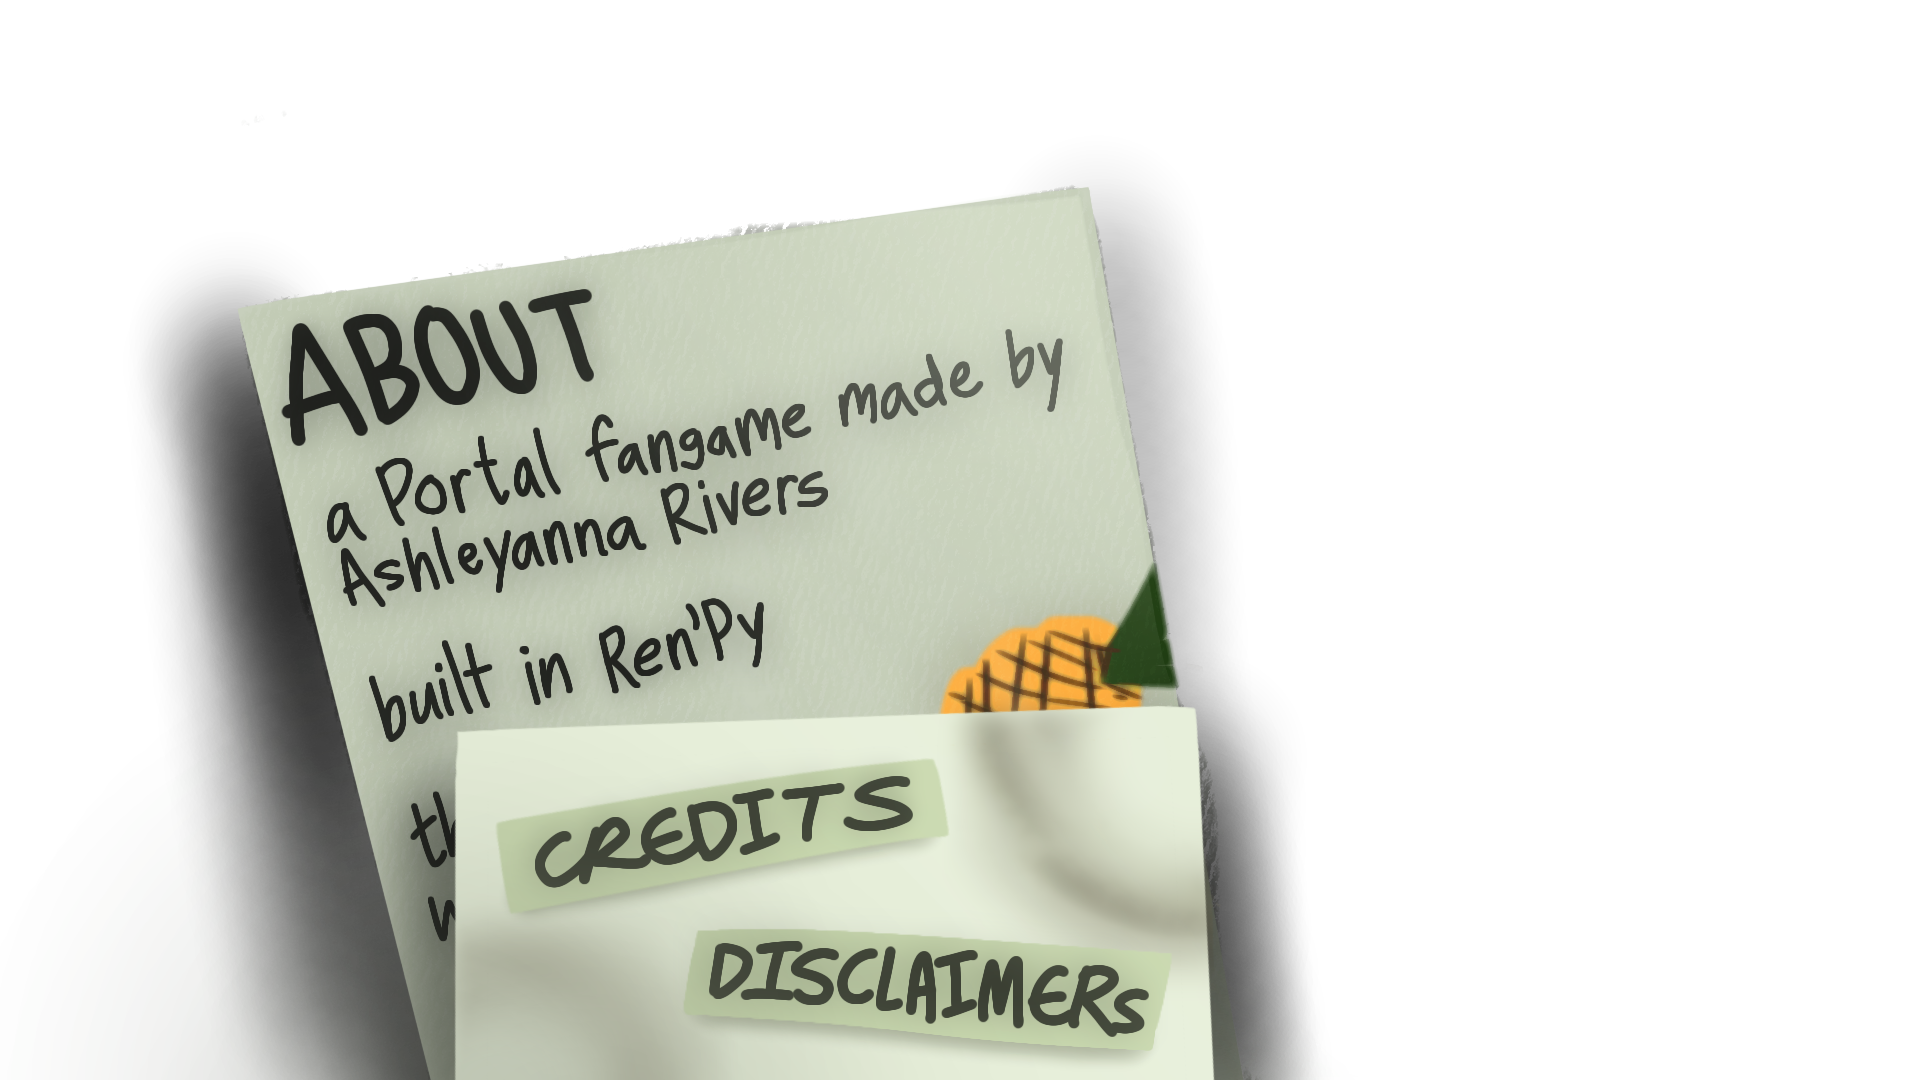 ABOUT
a Portal fangame made by
Ashleyanna Rivers
built in Ren'Py
CREDITS
DISCLAIMERS